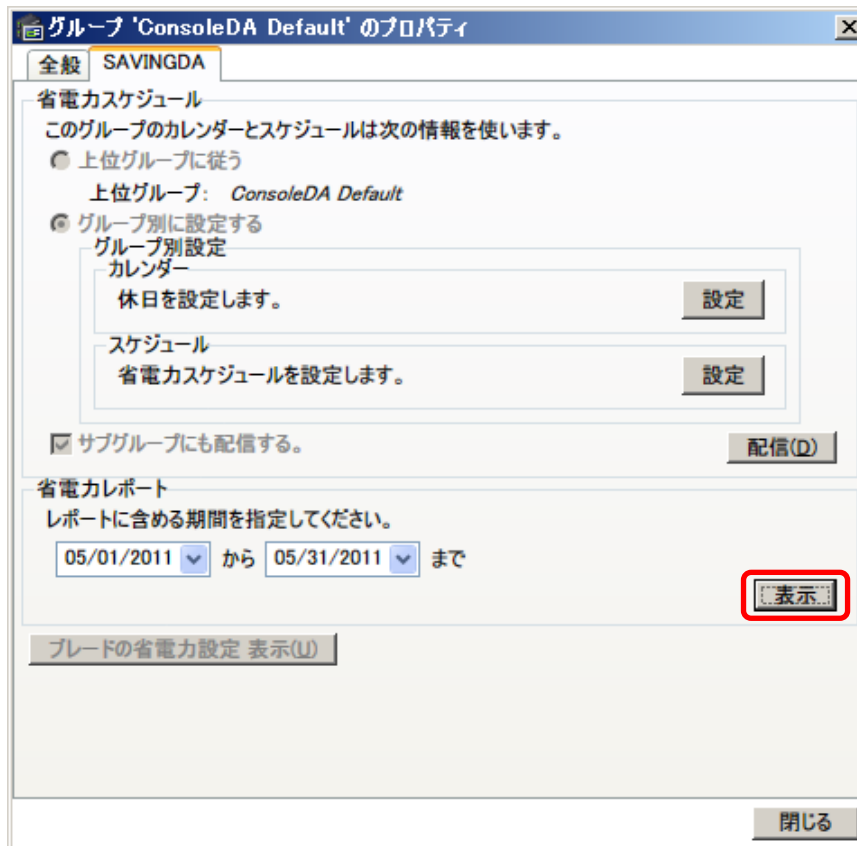 グループ 'ConsoleDA Default' のプロパティ
全般 SAVINGDA
省電力スケジュール
このグループのカレンダーとスケジュールは次の情報を使います。
上位グループに従う
上位グループ: ConsoleDA Default
グループ別に設定する
グループ別設定
カレンダー
休日を設定します。 設定
スケジュール
省電力スケジュールを設定します。 設定
サブグループにも配信する。 配信(D)
省電力レポート
レポートに含める期間を指定してください。
05/01/2011 から 05/31/2011 まで
表示
ブレードの省電力設定 表示(U)
閉じる